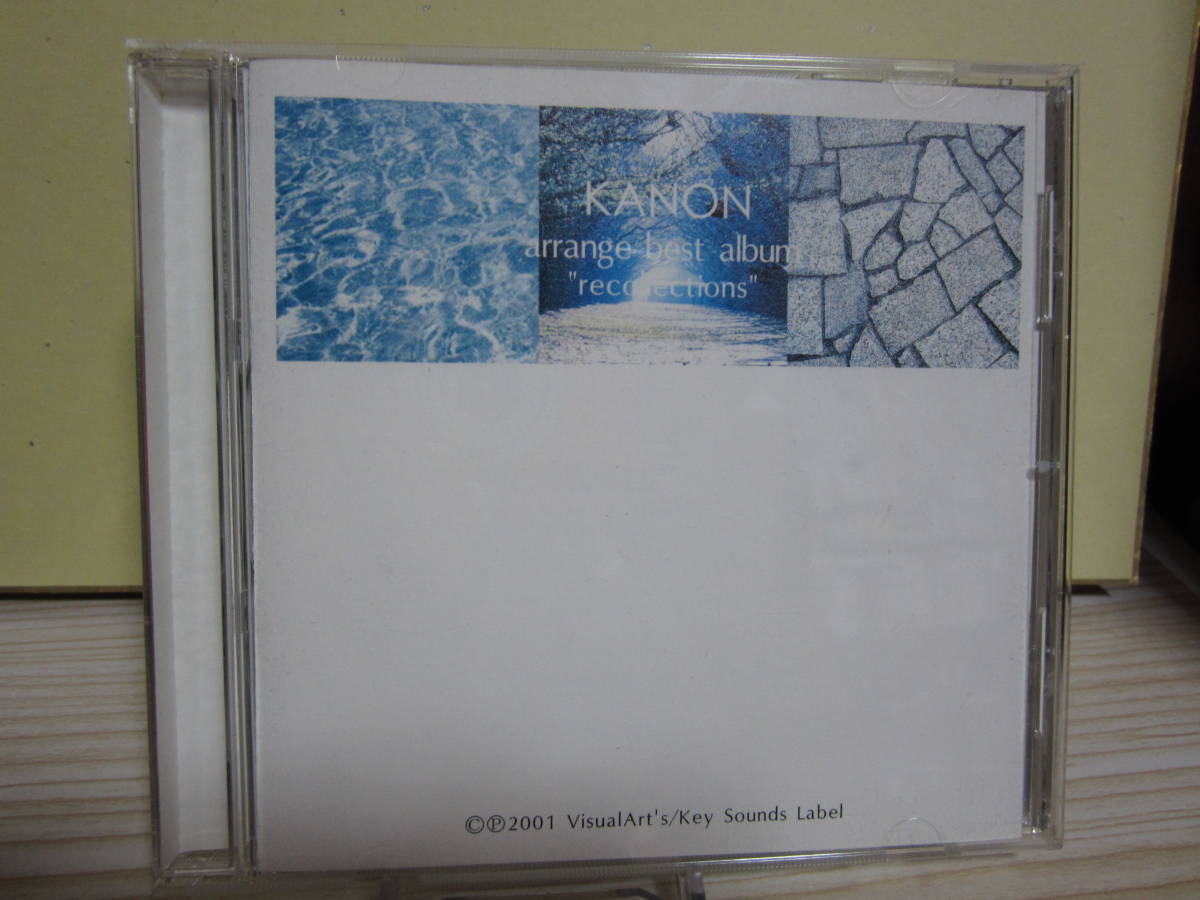 KANON
arrange best album
"recollections"
©℗2001 VisualArt's/Key Sounds Label